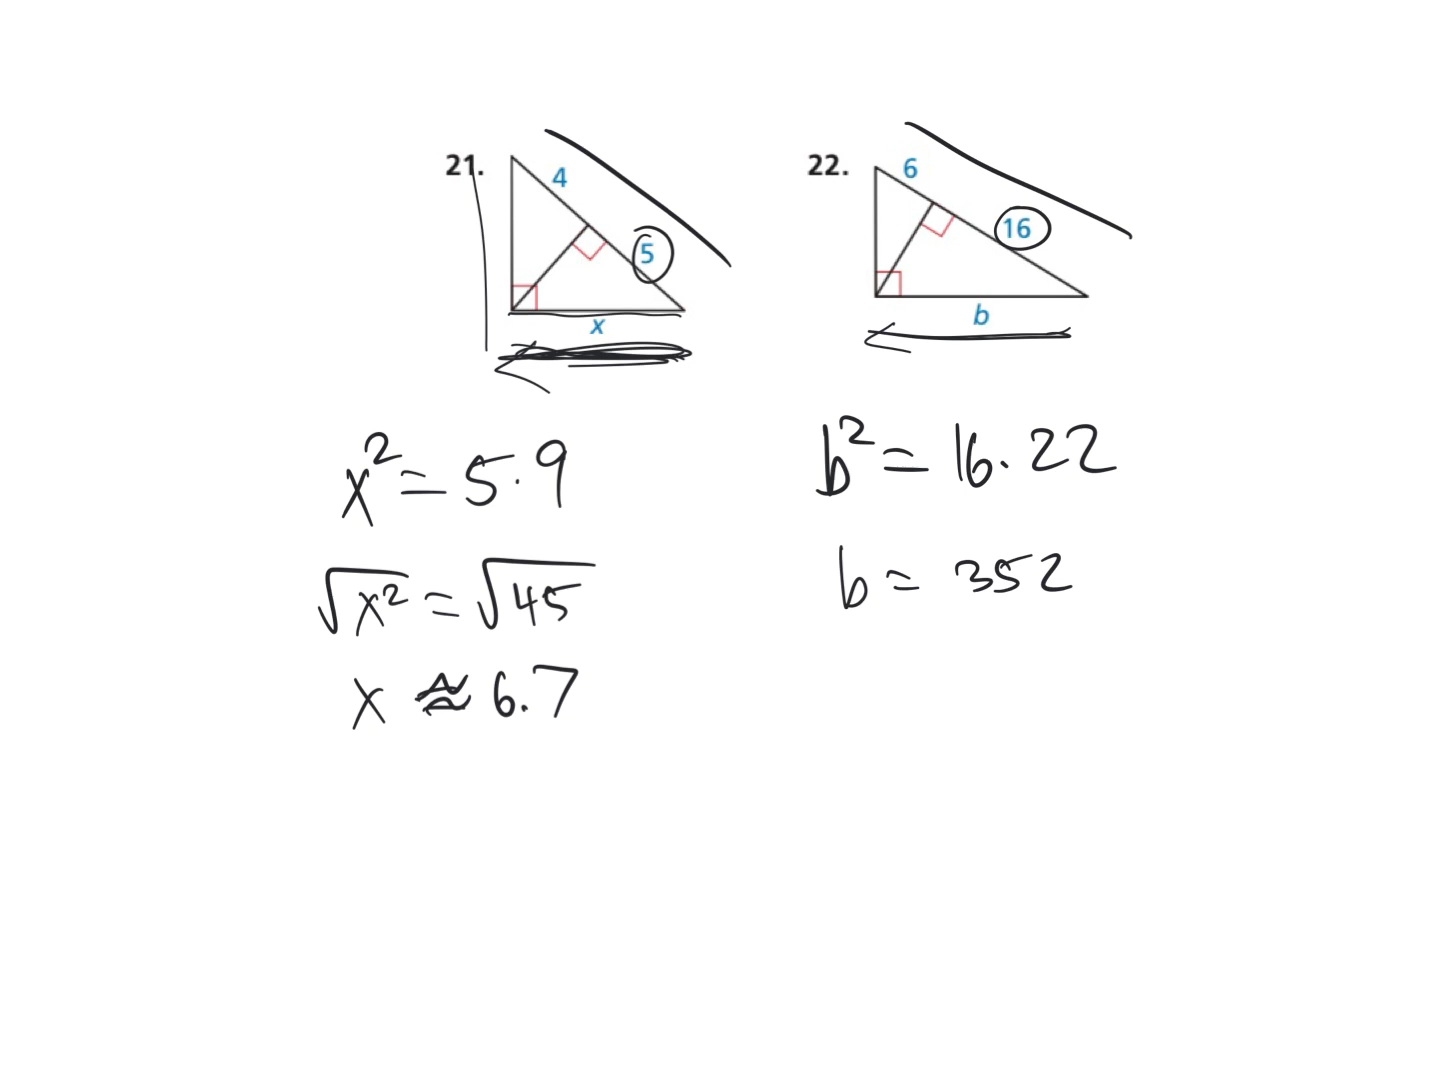 21. 4 5 x
22. 6 16 b
x² = 5·9
√x² = √45
x ≈ 6.7
b² = 16·22
b = 352